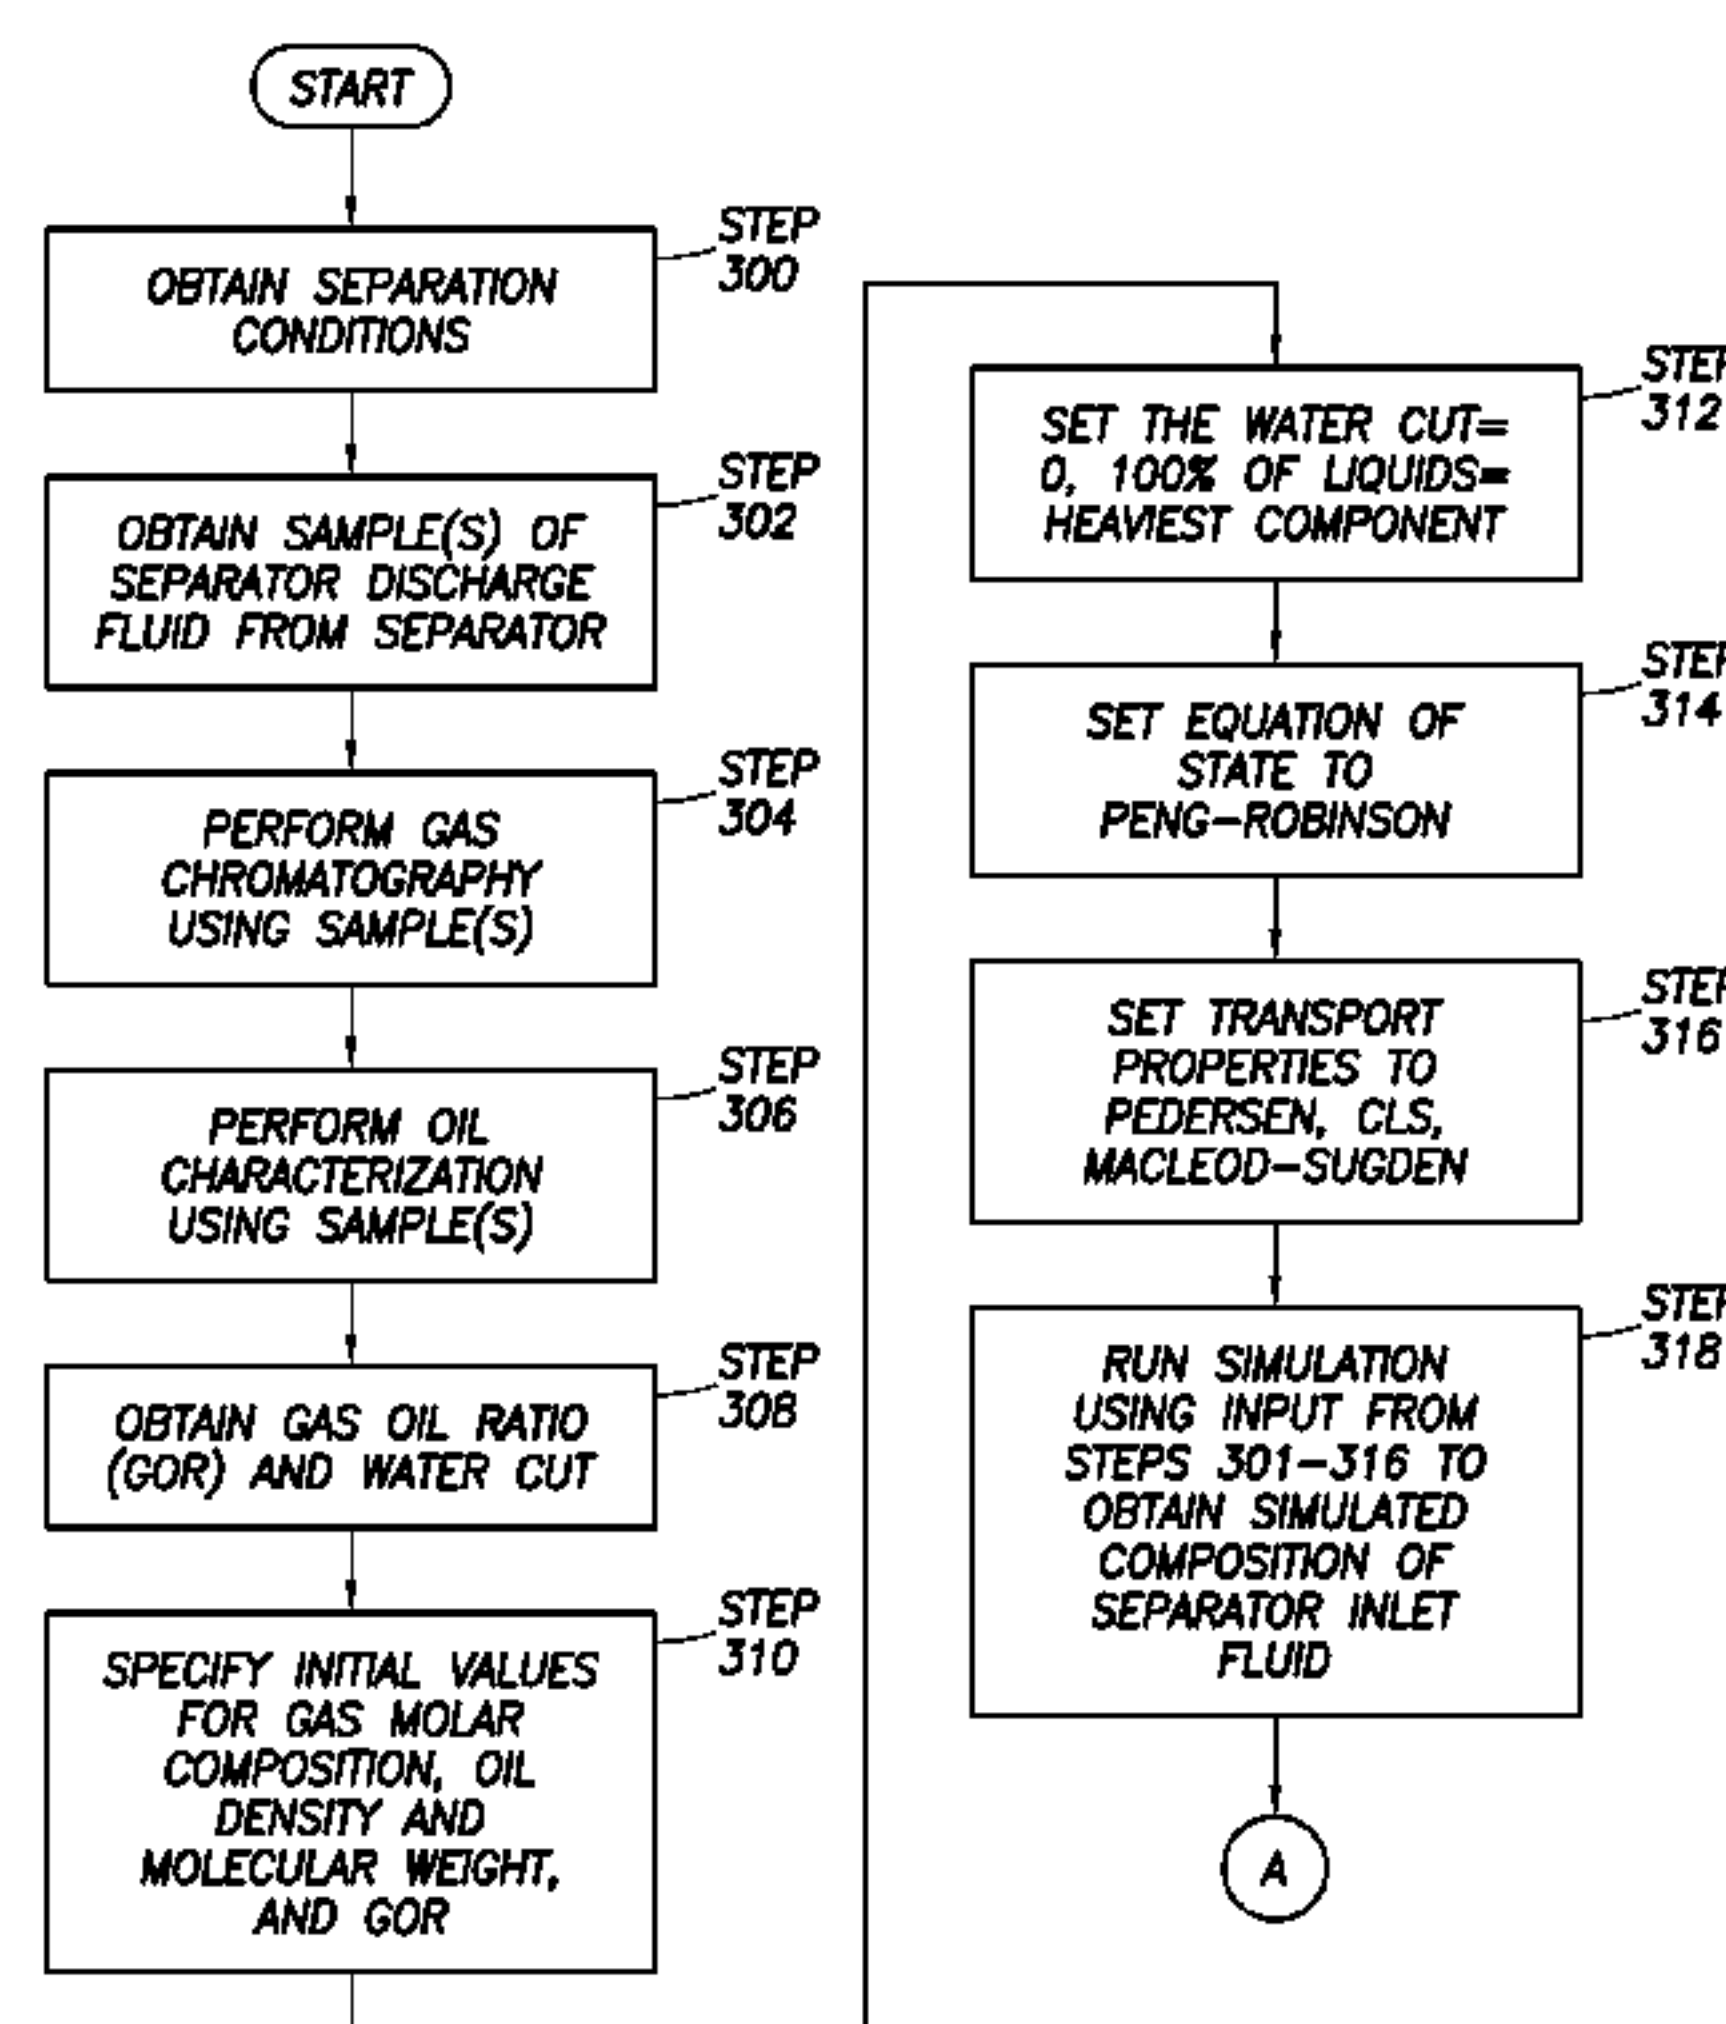 START
STEP
300
OBTAIN SEPARATION
CONDITIONS
STEP
302
OBTAIN SAMPLE(S) OF
SEPARATOR DISCHARGE
FLUID FROM SEPARATOR
STEP
304
PERFORM GAS
CHROMATOGRAPHY
USING SAMPLE(S)
STEP
306
PERFORM OIL
CHARACTERIZATION
USING SAMPLE(S)
STEP
308
OBTAIN GAS OIL RATIO
(GOR) AND WATER CUT
STEP
310
SPECIFY INITIAL VALUES
FOR GAS MOLAR
COMPOSITION, OIL
DENSITY AND
MOLECULAR WEIGHT,
AND GOR
STEP
312
SET THE WATER CUT=
0, 100% OF LIQUIDS=
HEAVIEST COMPONENT
STEP
314
SET EQUATION OF
STATE TO
PENG-ROBINSON
STEP
316
SET TRANSPORT
PROPERTIES TO
PEDERSEN, CLS,
MACLEOD-SUGDEN
STEP
318
RUN SIMULATION
USING INPUT FROM
STEPS 301-316 TO
OBTAIN SIMULATED
COMPOSITION OF
SEPARATOR INLET
FLUID
A